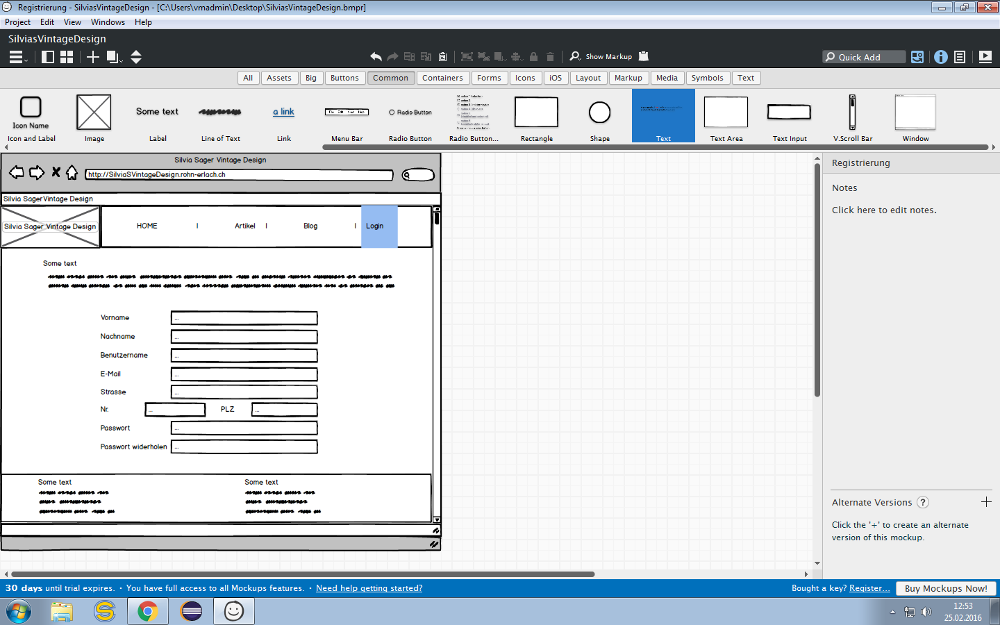 Registrierung - SilviasVintageDesign - [C:\Users\vmadmin\Desktop\SilviasVintageDesign.bmpr]
Project Edit View Windows Help
SilviasVintageDesign
Show Markup
Quick Add
All Assets Big Buttons Common Containers Forms Icons iOS Layout Markup Media Symbols Text
Icon Name
Some text
a link
Radio Button
Icon and Label Image Label Line of Text Link Menu Bar Radio Button Radio Button... Rectangle Shape Text Text Area Text Input V.Scroll Bar Window
Silvia Sager Vintage Design
http://SilviaSVintageDesign.rohn-erlach.ch
Silvia SagerVintage Design
Silvia Sager Vintage Design
HOME | Artikel | Blog | Login
Some text
Vorname ...
Nachname ...
Benutzername ...
E-Mail ...
Strasse ...
Nr. ... PLZ ...
Passwort ...
Passwort widerholen ...
Some text Some text
Registrierung
Notes
Click here to edit notes.
Alternate Versions ?
Click the '+' to create an alternate
version of this mockup.
30 days until trial expires. · You have full access to all Mockups features. · Need help getting started?
Bought a key? Register... Buy Mockups Now!
12:53
25.02.2016